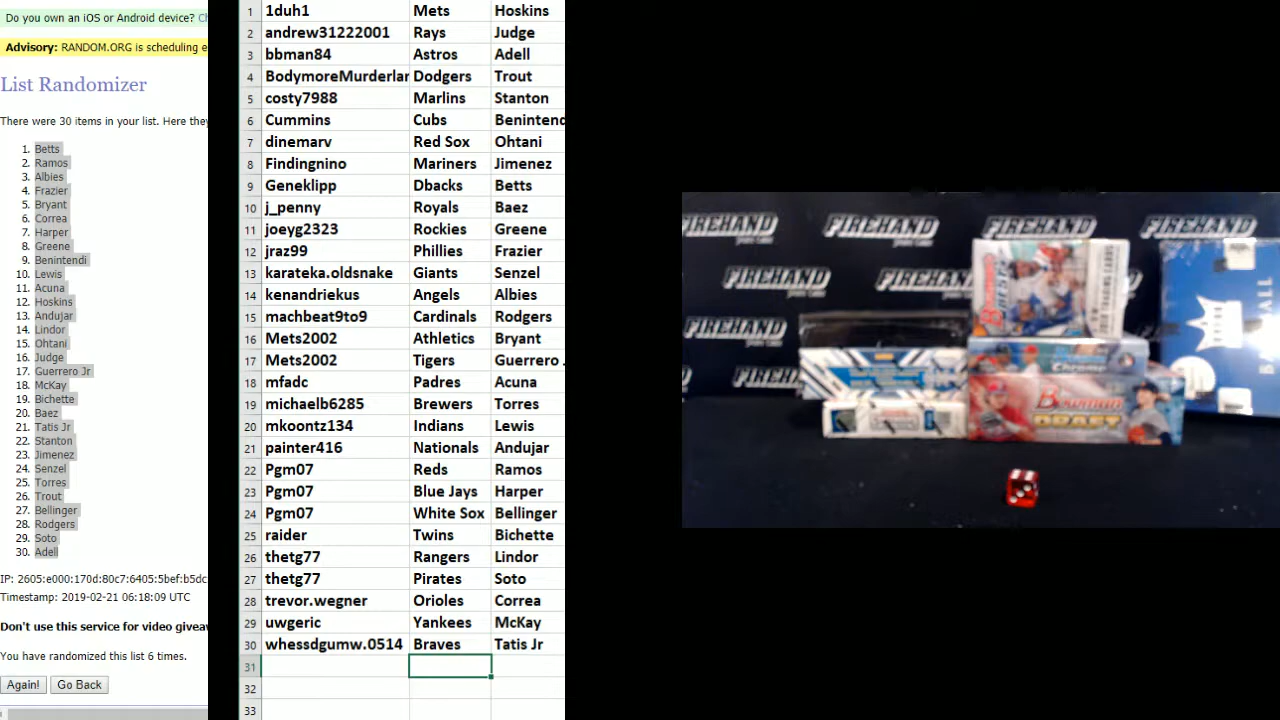 Do you own an iOS or Android device?
Advisory: RANDOM.ORG is scheduling
List Randomizer
There were 30 items in your list. Here they
1. Betts
2. Ramos
3. Albies
4. Frazier
5. Bryant
6. Correa
7. Harper
8. Greene
9. Benintendi
10. Lewis
11. Acuna
12. Hoskins
13. Andujar
14. Lindor
15. Ohtani
16. Judge
17. Guerrero Jr
18. McKay
19. Bichette
20. Baez
21. Tatis Jr
22. Stanton
23. Jimenez
24. Senzel
25. Torres
26. Trout
27. Bellinger
28. Rodgers
29. Soto
30. Adell
IP: 2605:e000:170d:80c7:6405:5bef:b5dc
Timestamp: 2019-02-21 06:18:09 UTC
Don't use this service for video
You have randomized this list 6 times.
Again! Go Back
1 1duh1 Mets Hoskins
2 andrew31222001 Rays Judge
3 bbman84 Astros Adell
4 BodymoreMurderlan Dodgers Trout
5 costy7988 Marlins Stanton
6 Cummins Cubs Benintend
7 dinemarv Red Sox Ohtani
8 Findingnino Mariners Jimenez
9 Geneklipp Dbacks Betts
10 j_penny Royals Baez
11 joeyg2323 Rockies Greene
12 jraz99 Phillies Frazier
13 karateka.oldsnake Giants Senzel
14 kenandriekus Angels Albies
15 machbeat9to9 Cardinals Rodgers
16 Mets2002 Athletics Bryant
17 Mets2002 Tigers Guerrero
18 mfadc Padres Acuna
19 michaelb6285 Brewers Torres
20 mkoontz134 Indians Lewis
21 painter416 Nationals Andujar
22 Pgm07 Reds Ramos
23 Pgm07 Blue Jays Harper
24 Pgm07 White Sox Bellinger
25 raider Twins Bichette
26 thetg77 Rangers Lindor
27 thetg77 Pirates Soto
28 trevor.wegner Orioles Correa
29 uwgeric Yankees McKay
30 whessdgumw.0514 Braves Tatis Jr
31
32
33
FIREHAND FIREHAND FIREHAND
FIREHAND FIREHAND
FIREHAND
FIREHAND
Bowman
BEST
Chrome
Bowman
DRAFT